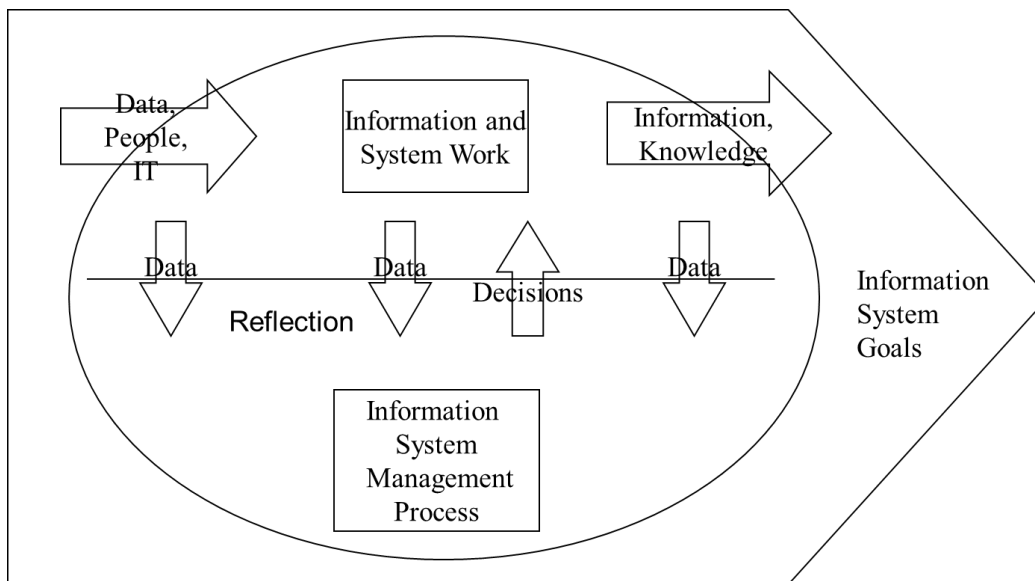 Data,
People,
IT
Information and
System Work
Information,
Knowledge
Data
Data
Decisions
Data
Reflection
Information
System
Goals
Information
System
Management
Process